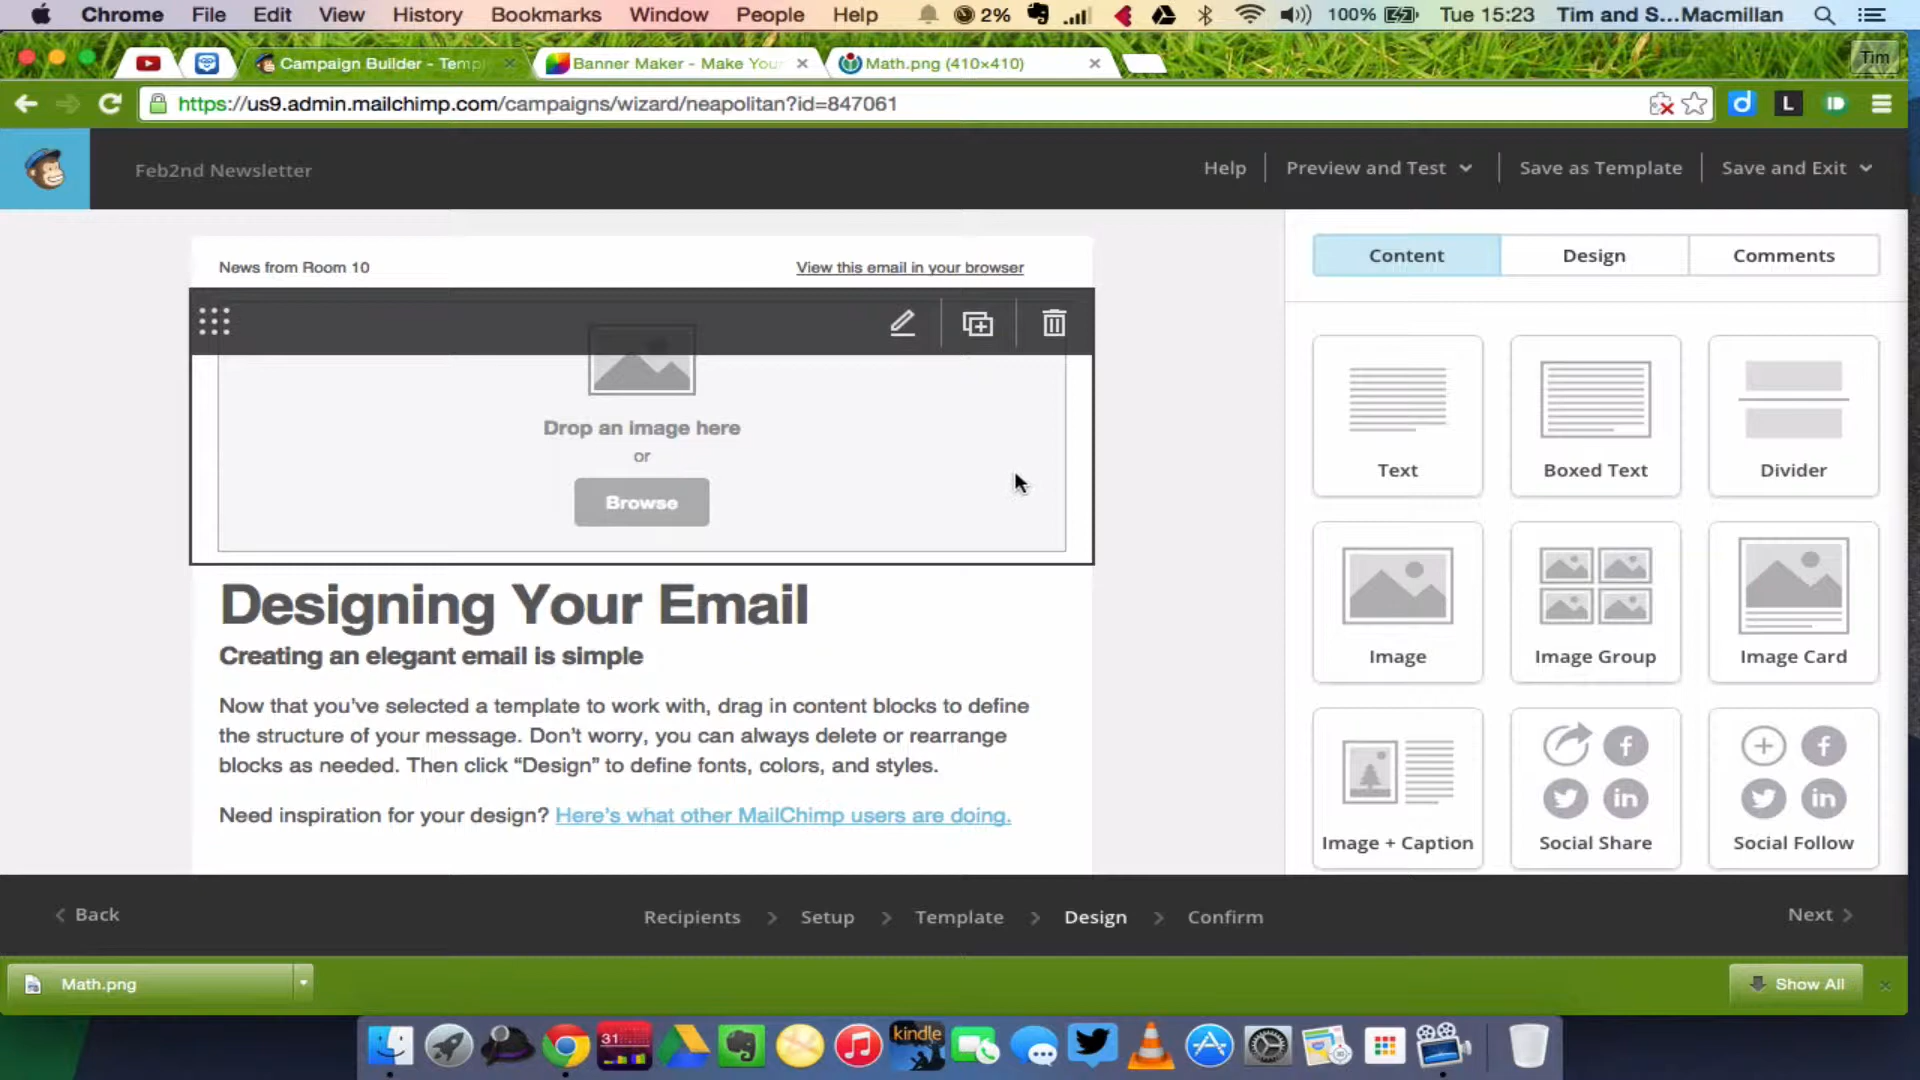 Chrome File Edit View History Bookmarks Window People Help 2% 100% Tue 15:23 Tim and S...Macmillan
Campaign Builder - Templ
Banner Maker - Make Your
Math.png (410×410)
Tim
https://us9.admin.mailchimp.com/campaigns/wizard/neapolitan?id=847061
d L
Feb2nd Newsletter
Help Preview and Test Save as Template Save and Exit
News from Room 10
View this email in your browser
Content Design Comments
Drop an image here
or
Browse
Text Boxed Text Divider
Designing Your Email
Creating an elegant email is simple
Image Image Group Image Card
Now that you've selected a template to work with, drag in content blocks to define
the structure of your message. Don't worry, you can always delete or rearrange
blocks as needed. Then click “Design” to define fonts, colors, and styles.
Need inspiration for your design? Here's what other MailChimp users are doing.
Image + Caption Social Share Social Follow
Back
Recipients > Setup > Template > Design > Confirm
Next
Math.png
Show All
31
kindle